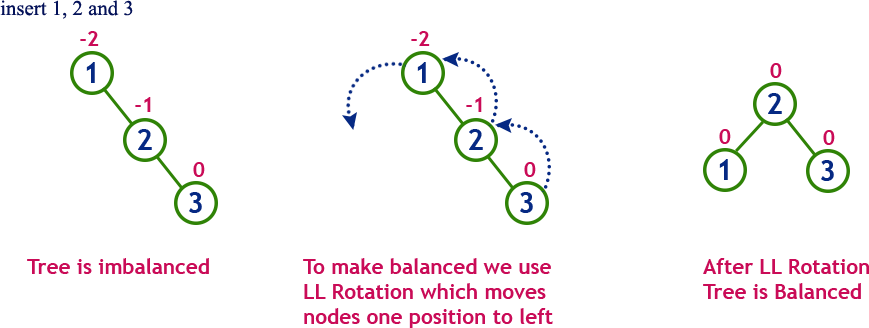 insert 1, 2 and 3
-2
1
-1
2
0
3
Tree is imbalanced
-2
1
-1
2
0
3
To make balanced we use
LL Rotation which moves
nodes one position to left
0
2
0
1
0
3
After LL Rotation
Tree is Balanced